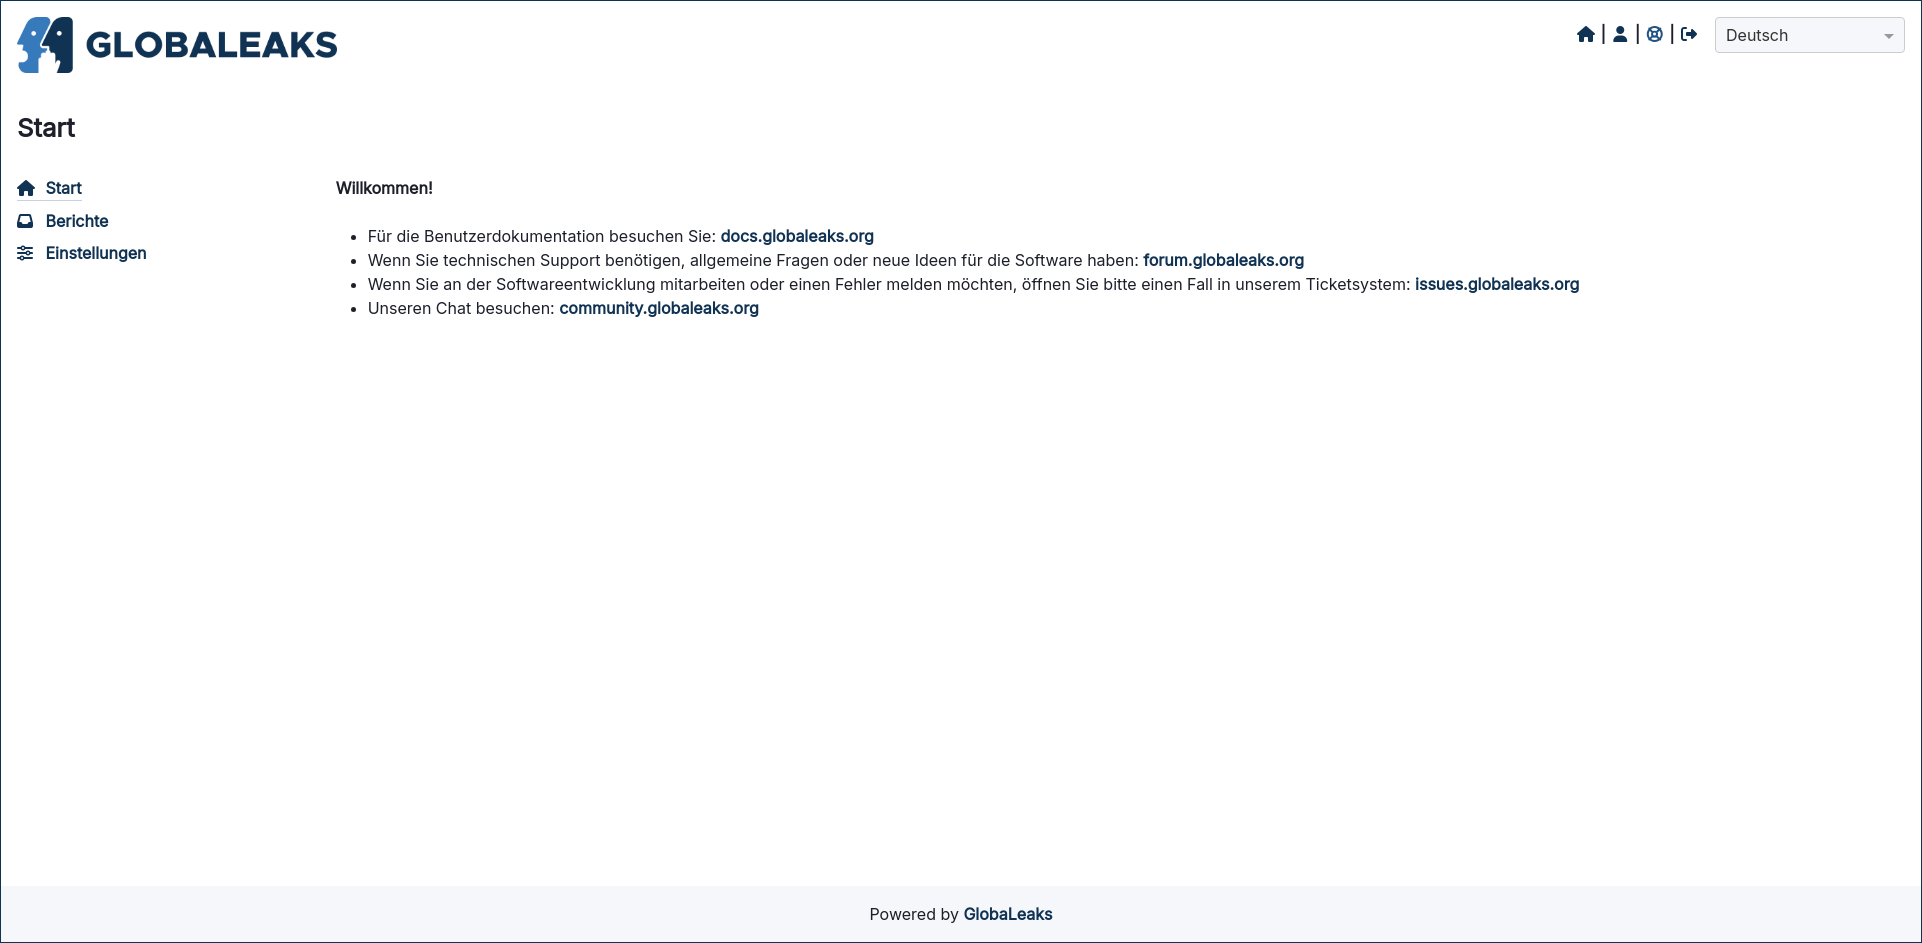 GLOBALEAKS
Deutsch
Start
Start
Berichte
Einstellungen
Willkommen!
Für die Benutzerdokumentation besuchen Sie: docs.globaleaks.org
Wenn Sie technischen Support benötigen, allgemeine Fragen oder neue Ideen für die Software haben: forum.globaleaks.org
Wenn Sie an der Softwareentwicklung mitarbeiten oder einen Fehler melden möchten, öffnen Sie bitte einen Fall in unserem Ticketsystem: issues.globaleaks.org
Unseren Chat besuchen: community.globaleaks.org
Powered by GlobaLeaks